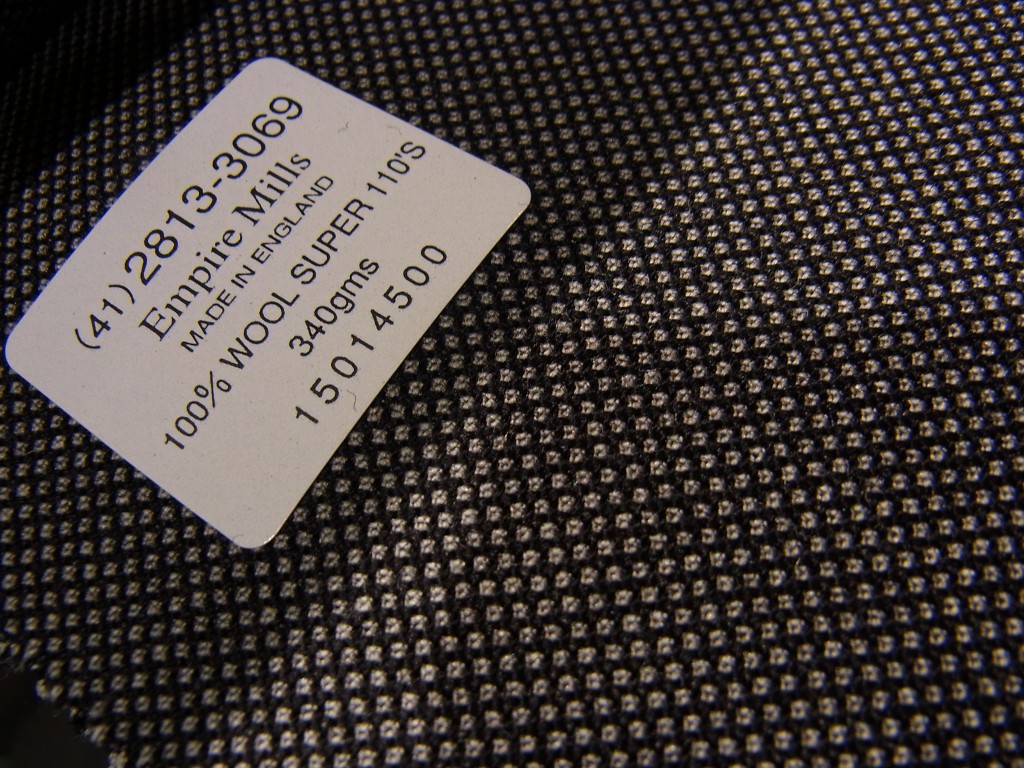 (41) 2813-3069
Empire Mills
MADE IN ENGLAND
100% WOOL SUPER 110'S
340gms
15014500